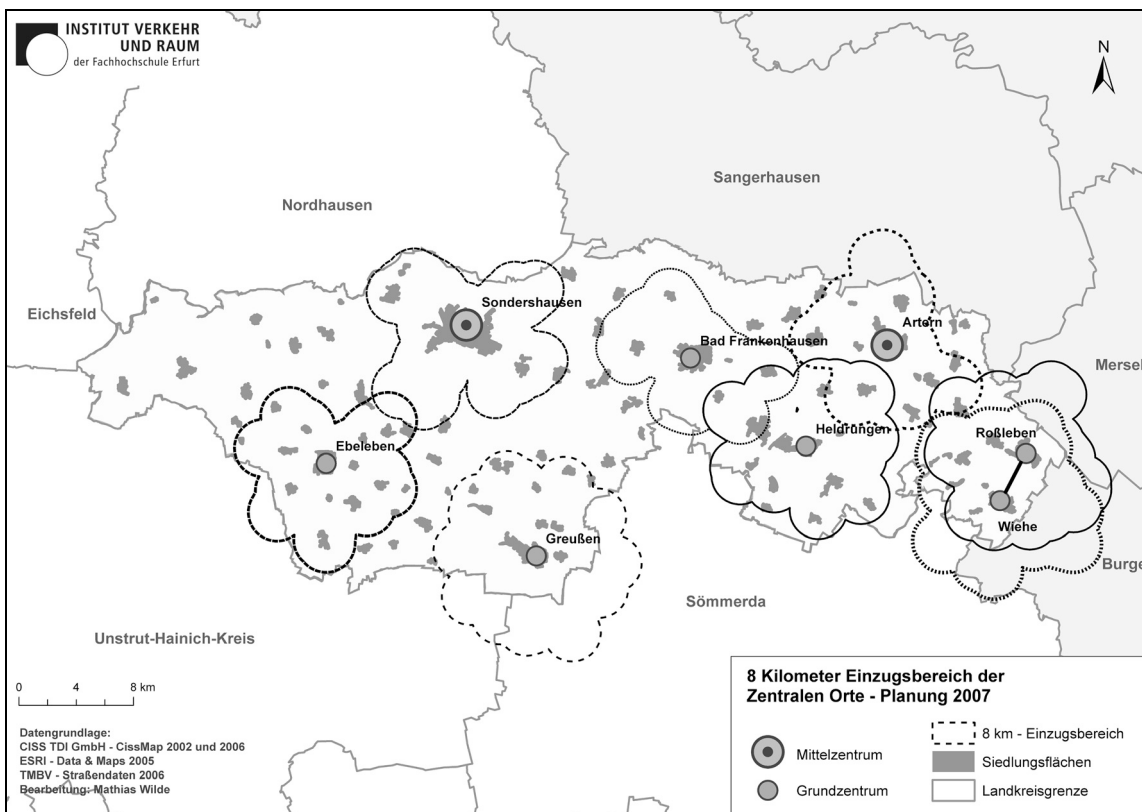 INSTITUT VERKEHR
UND RAUM
der Fachhochschule Erfurt
N
Sangerhausen
Nordhausen
Eichsfeld
Sondershausen
Artern
Bad Frankenhausen
Merse
Heldrungen
Roßleben
Ebeleben
Wiehe
Greußen
Burge
Sömmerda
Unstrut-Hainich-Kreis
0 4 8 km
Datengrundlage:
CISS TDI GmbH - CissMap 2002 und 2006
ESRI - Data & Maps 2005
TMBV - Straßendaten 2006
Bearbeitung: Mathias Wilde
8 Kilometer Einzugsbereich der
Zentralen Orte - Planung 2007
Mittelzentrum
Grundzentrum
8 km - Einzugsbereich
Siedlungsflächen
Landkreisgrenze